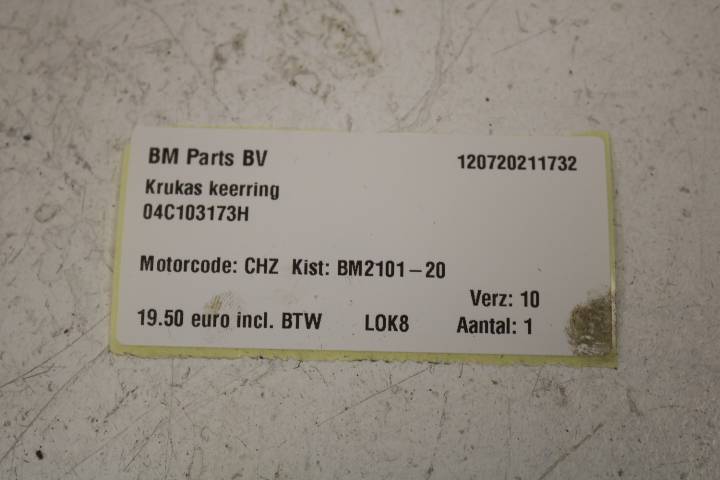 BM Parts BV 120720211732
Krukas keerring
04C103173H
Motorcode: CHZ Kist: BM2101-20
Verz: 10
19.50 euro incl. BTW LOK8 Aantal: 1